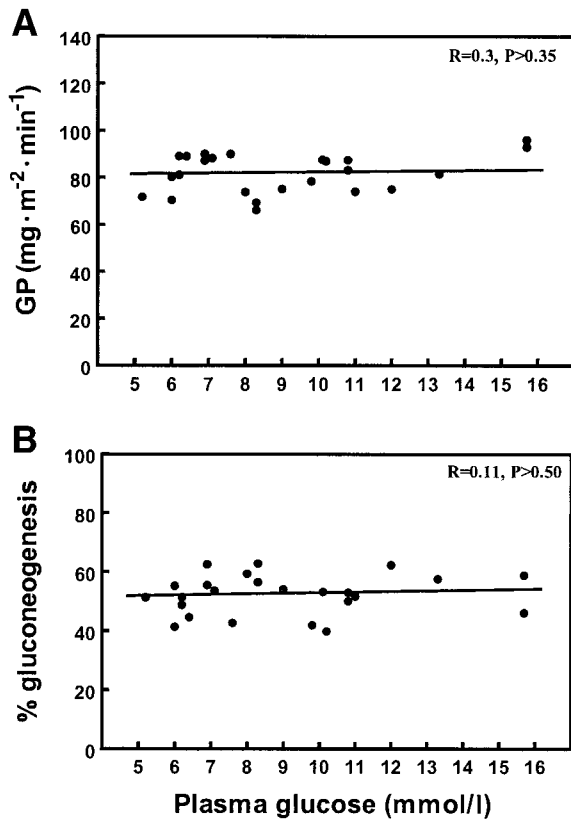 A
R=0.3, P>0.35
GP (mg·m⁻²·min⁻¹)
140
120
100
80
60
40
20
0
5 6 7 8 9 10 11 12 13 14 15 16
B
R=0.11, P>0.50
% gluconeogenesis
100
80
60
40
20
0
5 6 7 8 9 10 11 12 13 14 15 16
Plasma glucose (mmol/l)